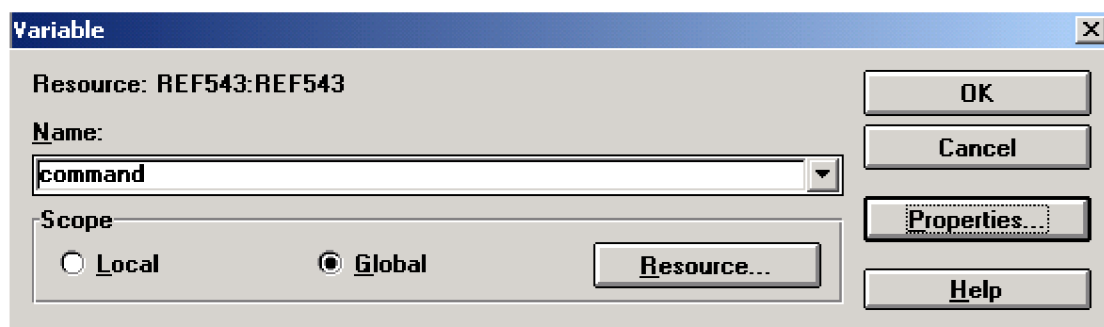 Variable
Resource: REF543:REF543
Name:
command
Scope
Local
Global
Resource...
OK
Cancel
Properties...
Help